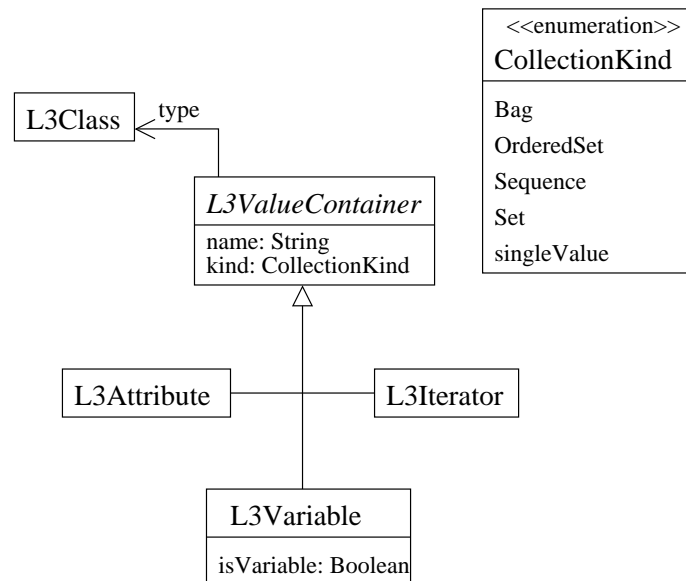 <<enumeration>>
CollectionKind
Bag
OrderedSet
Sequence
Set
singleValue
L3Class
type
L3ValueContainer
name: String
kind: CollectionKind
L3Attribute
L3Iterator
L3Variable
isVariable: Boolean